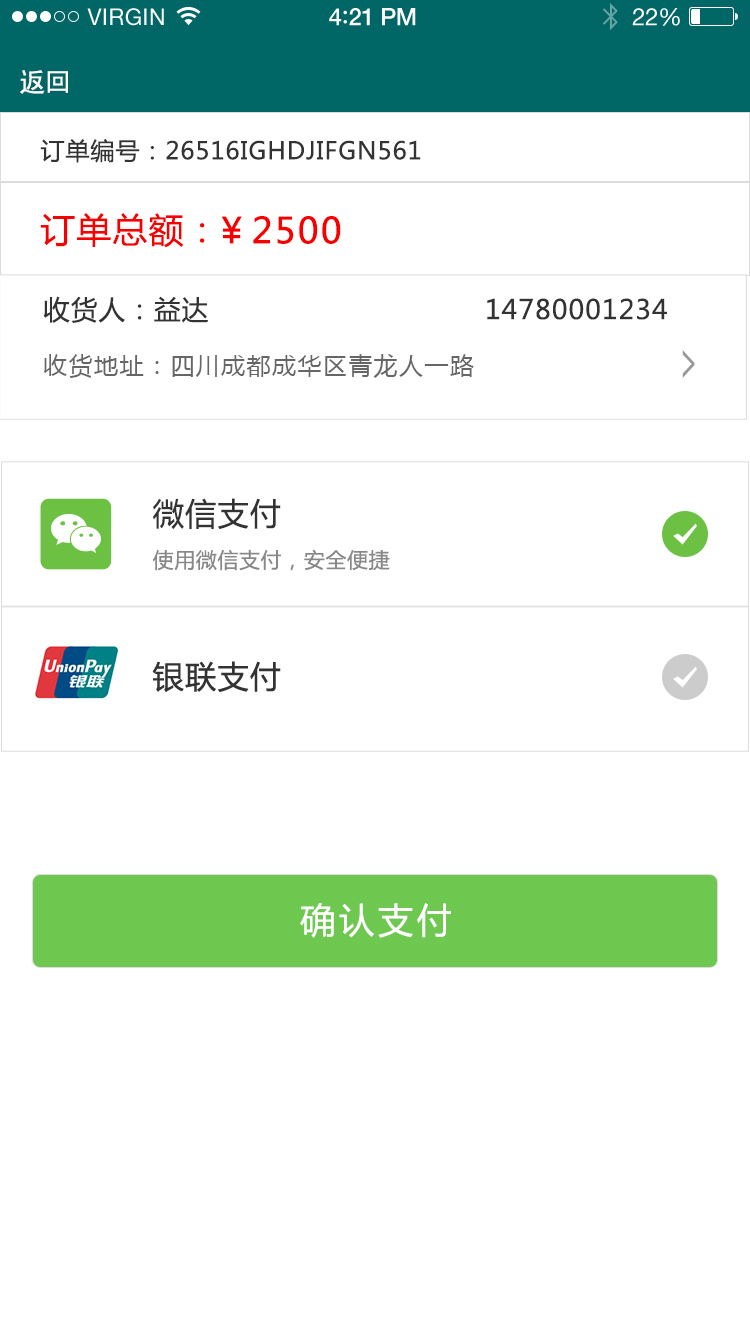 VIRGIN 4:21 PM 22%
返回
订单编号：26516IGHDJIFGN561
订单总额：¥ 2500
收货人：益达 14780001234
收货地址：四川成都成华区青龙人一路
微信支付
使用微信支付，安全便捷
UnionPay
银联
银联支付
确认支付